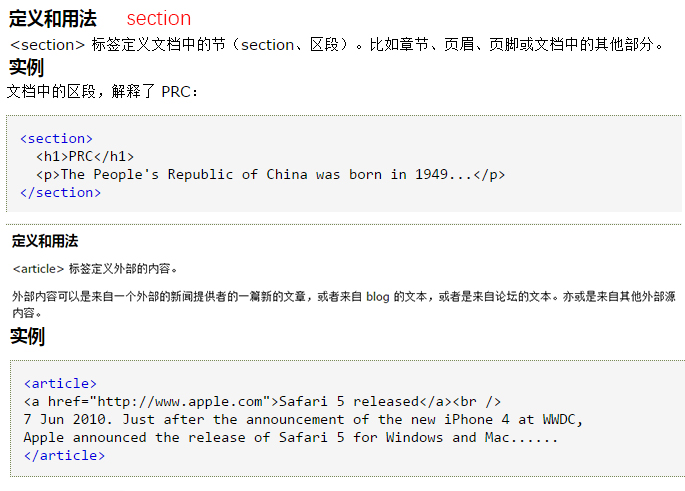 定义和用法 section
<section> 标签定义文档中的节（section、区段）。比如章节、页眉、页脚或文档中的其他部分。
实例
文档中的区段，解释了 PRC：
<section>
  <h1>PRC</h1>
  <p>The People's Republic of China was born in 1949...</p>
</section>
定义和用法
<article> 标签定义外部的内容。
外部内容可以是来自一个外部的新闻提供者的一篇新的文章，或者来自 blog 的文本，或者是来自论坛的文本。亦或是来自其他外部源
内容。
实例
<article>
<a href="http://www.apple.com">Safari 5 released</a><br />
7 Jun 2010. Just after the announcement of the new iPhone 4 at WWDC,
Apple announced the release of Safari 5 for Windows and Mac......
</article>